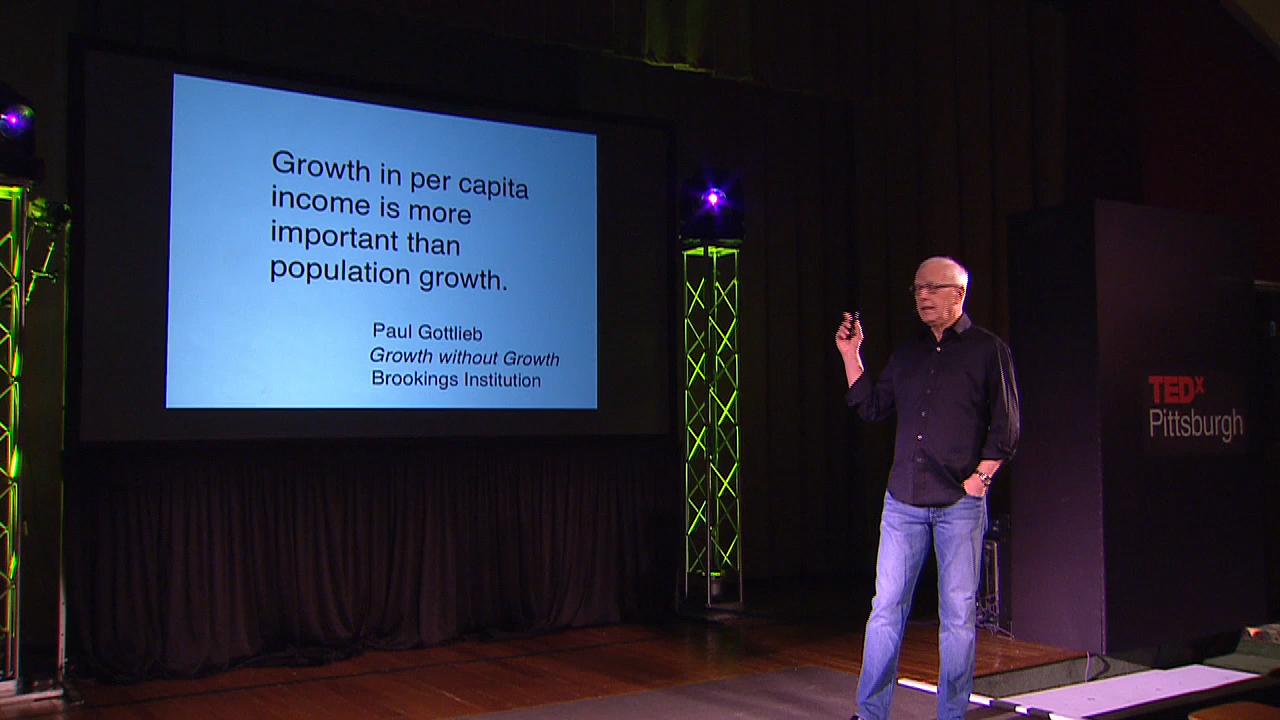 Growth in per capita
income is more
important than
population growth.
Paul Gottlieb
Growth without Growth
Brookings Institution
TEDx
Pittsburgh